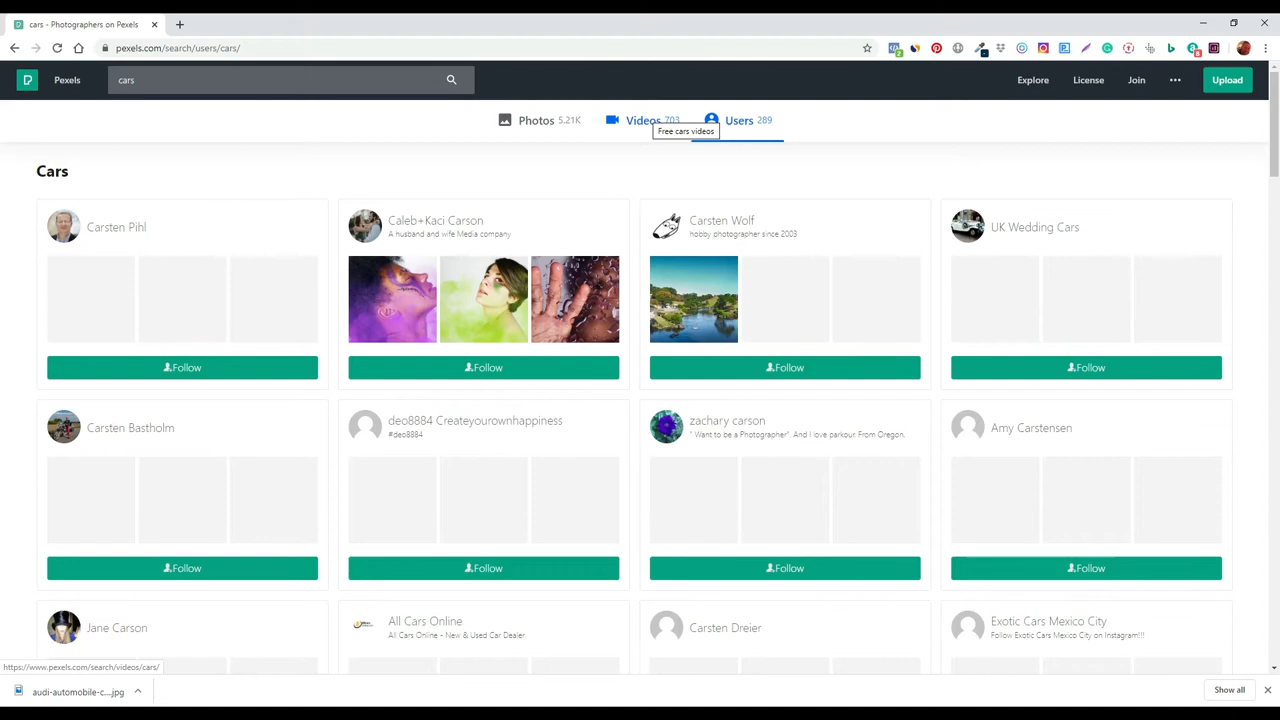 cars - Photographers on Pexels
pexels.com/search/users/cars/
Pexels
cars
Explore
License
Join
Upload
Photos 5.21K
Videos 703
Users 289
Free cars videos
Cars
Carsten Pihl
Caleb+Kaci Carson
A husband and wife Media company
Carsten Wolf
hobby photographer since 2003
UK Wedding Cars
Follow
Follow
Follow
Follow
Carsten Bastholm
deo8884 Createyourownhappiness
#deo8884
zachary carson
" Want to be a Photographer". And I love parkour. From Oregon.
Amy Carstensen
Follow
Follow
Follow
Follow
Jane Carson
All Cars Online
All Cars Online - New & Used Car Dealer
Carsten Dreier
Exotic Cars Mexico City
Follow Exotic Cars Mexico City on Instagram!!!
https://www.pexels.com/search/videos/cars/
audi-automobile-c....jpg
Show all